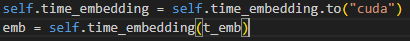 self.time_embedding = self.time_embedding.to("cuda")
emb = self.time_embedding(t_emb)